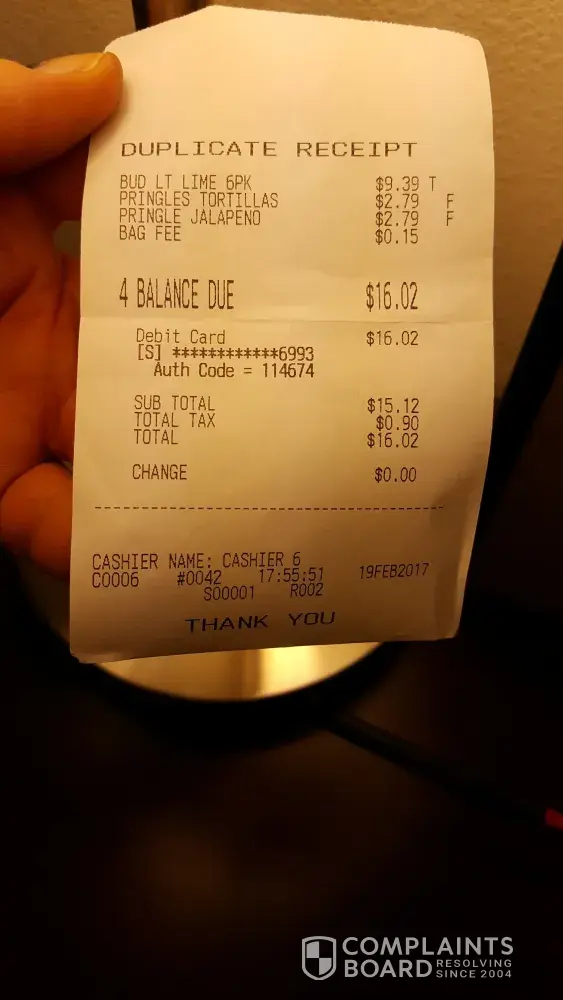 DUPLICATE RECEIPT
BUD LT LIME 6PK $9.39 T
PRINGLES TORTILLAS $2.79 F
PRINGLE JALAPENO $2.79 F
BAG FEE $0.15
4 BALANCE DUE $16.02
Debit Card $16.02
[S] ************6993
Auth Code = 114674
SUB TOTAL $15.12
TOTAL TAX $0.90
TOTAL $16.02
CHANGE $0.00
CASHIER NAME: CASHIER 6
C0006 #0042 17:55:51 19FEB2017
S00001 R002
THANK YOU
COMPLAINTS
BOARD RESOLVING
SINCE 2004